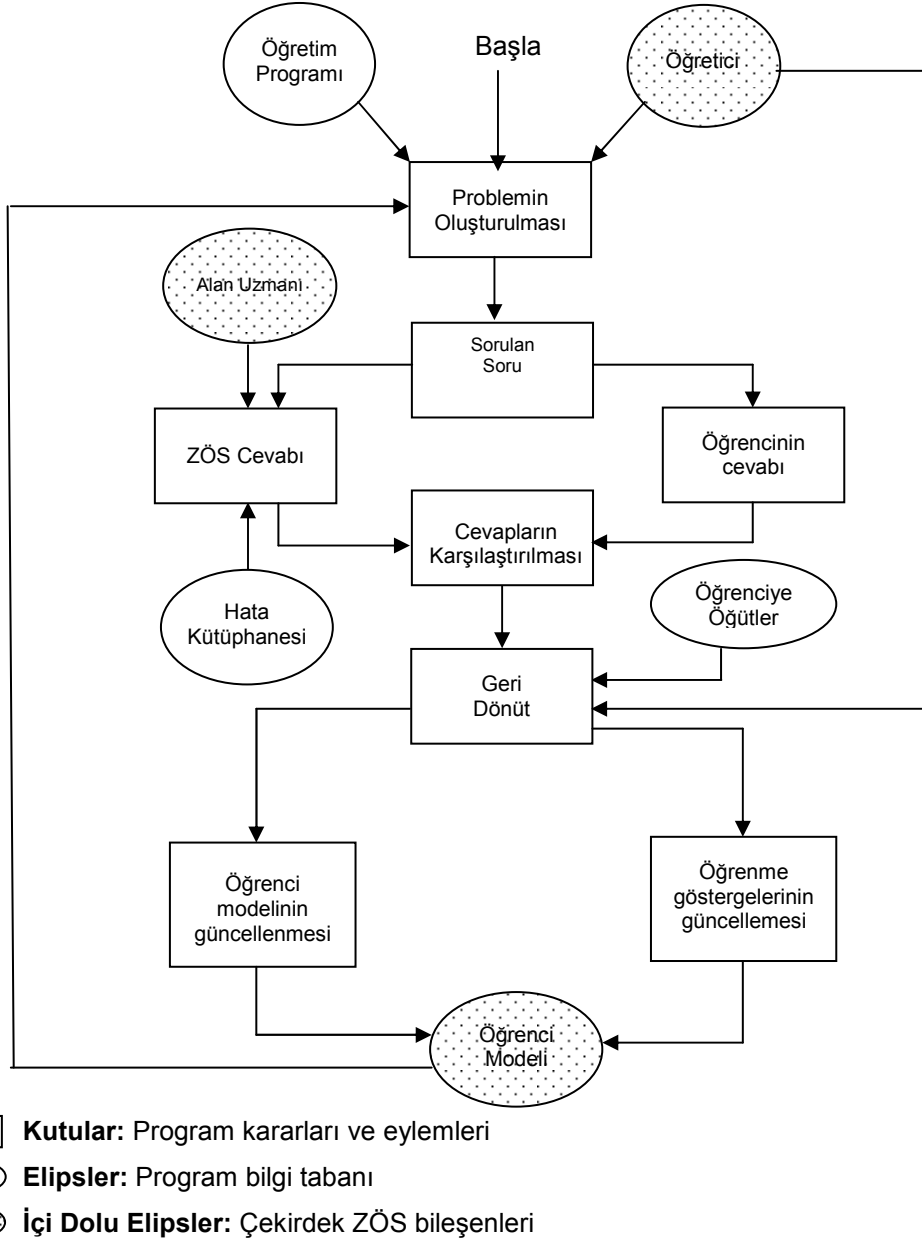 Öğretim
Programı
Başla
Öğretici
Problemin
Oluşturulması
Alan Uzmanı
Sorulan
Soru
ZÖS Cevabı
Öğrencinin
cevabı
Cevapların
Karşılaştırılması
Hata
Kütüphanesi
Öğrenciye
Öğütler
Geri
Dönüt
Öğrenci
modelinin
güncellenmesi
Öğrenme
göstergelerinin
güncellemesi
Öğrenci
Modeli
Kutular: Program kararları ve eylemleri
Elipsler: Program bilgi tabanı
İçi Dolu Elipsler: Çekirdek ZÖS bileşenleri